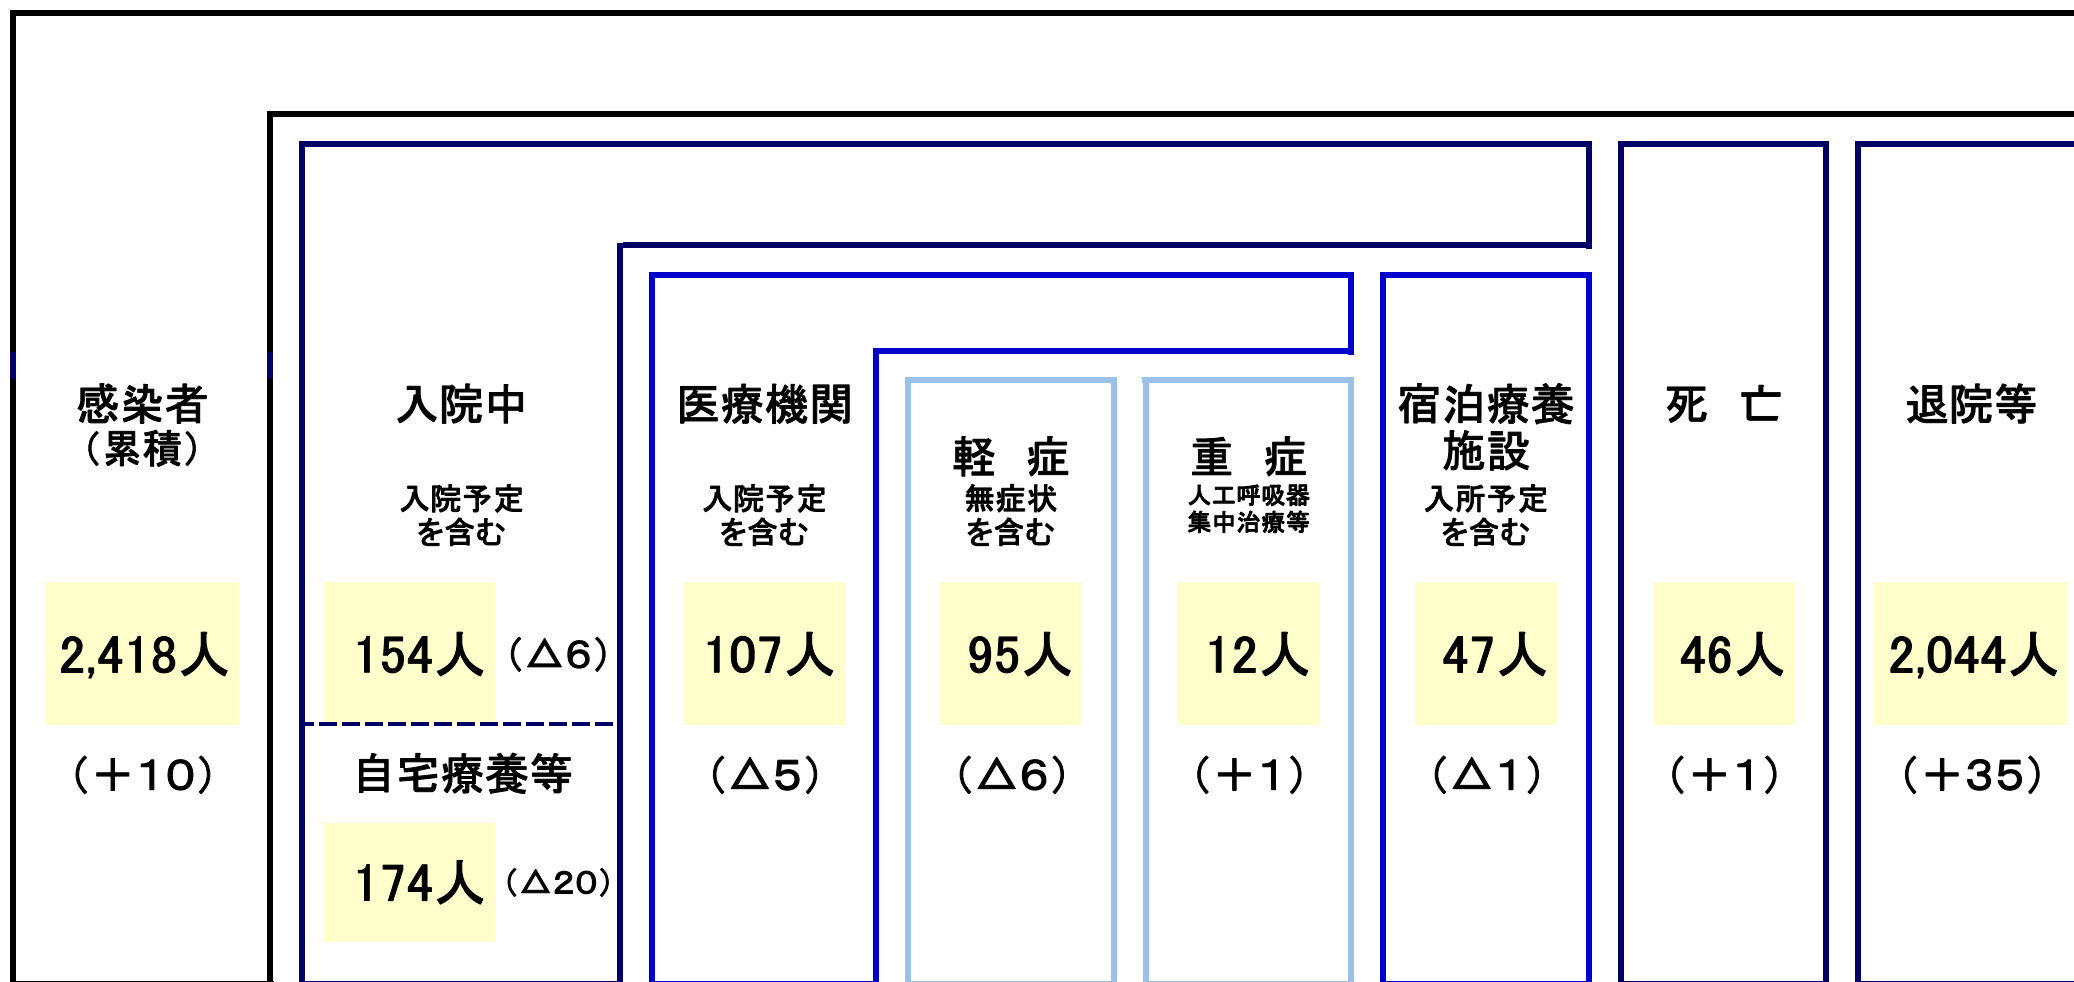 感染者
（累積）
2,418人
（＋10）
入院中
入院予定
を含む
154人 （△6）
自宅療養等
174人 （△20）
医療機関
入院予定
を含む
107人
（△5）
軽　症
無症状
を含む
95人
（△6）
重　症
人工呼吸器
集中治療等
12人
（＋1）
宿泊療養
施設
入所予定
を含む
47人
（△1）
死　亡
46人
（＋1）
退院等
2,044人
（＋35）